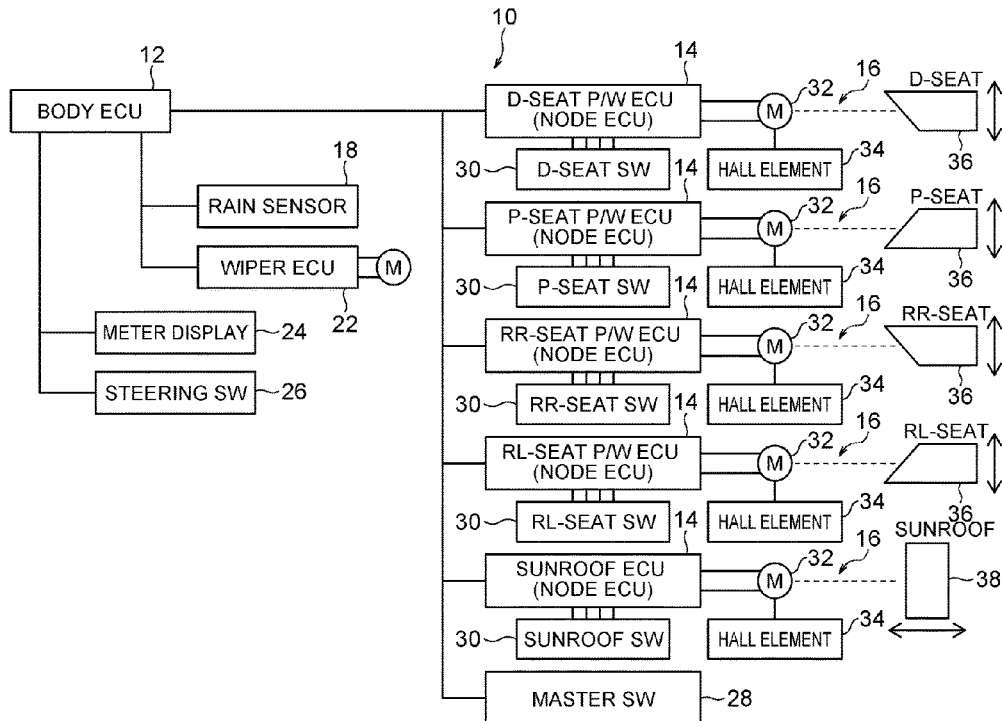 10
12
BODY ECU
18
RAIN SENSOR
WIPER ECU
M
22
METER DISPLAY
24
STEERING SW
26
14
D-SEAT P/W ECU
(NODE ECU)
M
32
16
D-SEAT
36
30
D-SEAT SW
HALL ELEMENT
34
14
P-SEAT P/W ECU
(NODE ECU)
M
32
16
P-SEAT
36
30
P-SEAT SW
HALL ELEMENT
34
14
RR-SEAT P/W ECU
(NODE ECU)
M
32
16
RR-SEAT
36
30
RR-SEAT SW
HALL ELEMENT
34
14
RL-SEAT P/W ECU
(NODE ECU)
M
32
16
RL-SEAT
36
30
RL-SEAT SW
HALL ELEMENT
34
14
SUNROOF ECU
(NODE ECU)
M
32
16
SUNROOF
38
30
SUNROOF SW
HALL ELEMENT
34
MASTER SW
28